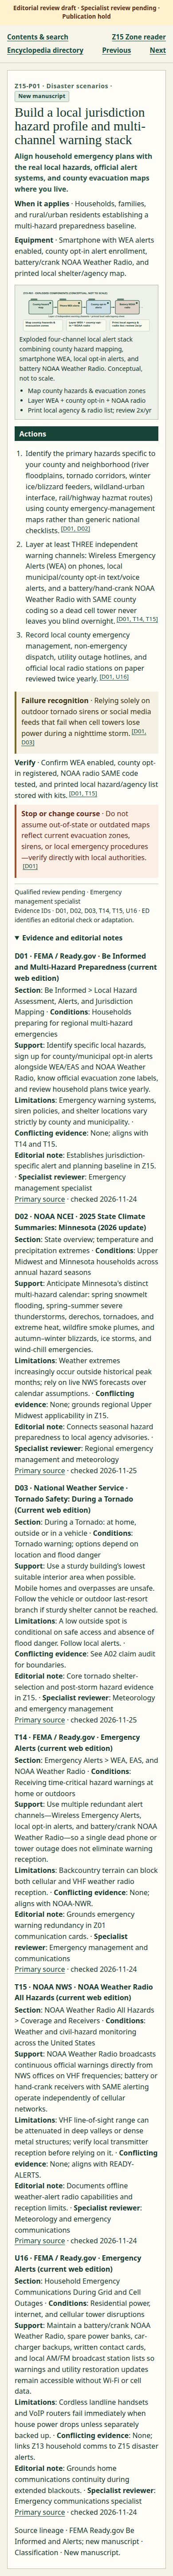 Editorial review draft · Specialist review pending ·
Publication hold
Contents & search
Z15 Zone reader
Encyclopedia directory
Previous
Next
Z15-P01 · Disaster scenarios ·
New manuscript
Build a local jurisdiction
hazard profile and multi-
channel warning stack
Align household emergency plans with
the real local hazards, official alert
systems, and county evacuation maps
where you live.
When it applies · Households, families,
and rural/urban residents establishing a
multi-hazard preparedness baseline.
Equipment · Smartphone with WEA alerts
enabled, county opt-in alert enrollment,
battery/crank NOAA Weather Radio, and
printed local shelter/agency map.
Exploded four-channel local alert stack
combining county hazard mapping,
smartphone WEA, local opt-in alerts, and
battery NOAA Weather Radio. Conceptual,
not to scale.
• Map county hazards & evacuation zones
• Layer WEA + county opt-in + NOAA radio
• Print local agency & radio list; review 2x/yr
Actions
1. Identify the primary hazards specific to
your county and neighborhood (river
floodplains, tornado corridors, winter
ice/blizzard feeders, wildland-urban
interface, rail/highway hazmat routes)
using county emergency-management
maps rather than generic national
checklists. [D01, D02]
2. Layer at least THREE independent
warning channels: Wireless Emergency
Alerts (WEA) on phones, local
municipal/county opt-in text/voice
alerts, and a battery/hand-crank NOAA
Weather Radio with SAME county
coding so a dead cell tower never
leaves you blind overnight. [D01, T14, T15]
3. Record local county emergency
management, non-emergency
dispatch, utility outage hotlines, and
official local radio stations on paper
reviewed twice yearly. [D01, U16]
Failure recognition · Relying solely on
outdoor tornado sirens or social media
feeds that fail when cell towers lose
power during a nighttime storm. [D01,
D03]
Verify · Confirm WEA enabled, county opt-
in registered, NOAA radio SAME code
tested, and printed local hazard/agency list
stored with kits. [D01, T15]
Stop or change course · Do not
assume out-of-state or outdated maps
reflect current evacuation zones,
sirens, or local emergency procedures
—verify directly with local authorities.
[D01]
Qualified review pending · Emergency
management specialist
Evidence IDs · D01, D02, D03, T14, T15, U16 · ED
identifies an editorial check or adaptation.
▼ Evidence and editorial notes
D01 · FEMA / Ready.gov · Be Informed
and Multi-Hazard Preparedness (current
web edition)
Section: Be Informed > Local Hazard
Assessment, Alerts, and Jurisdiction
Mapping · Conditions: Households
preparing for regional multi-hazard
emergencies
Support: Identify specific local hazards,
sign up for county/municipal opt-in alerts
alongside WEA/EAS and NOAA Weather
Radio, know official evacuation zone labels,
and review household plans twice yearly.
Limitations: Emergency warning systems,
siren policies, and shelter locations vary
strictly by county and municipality. ·
Conflicting evidence: None; aligns with
T14 and T15.
Editorial note: Establishes jurisdiction-
specific alert and planning baseline in Z15.
· Specialist reviewer: Emergency
management specialist
Primary source · checked 2026-11-24
D02 · NOAA NCEI · 2025 State Climate
Summaries: Minnesota (2026 update)
Section: State overview; temperature and
precipitation extremes · Conditions: Upper
Midwest and Minnesota households across
annual hazard seasons
Support: Anticipate Minnesota's distinct
multi-hazard calendar: spring snowmelt
flooding, spring–summer severe
thunderstorms, derechos, tornadoes, and
extreme heat, wildfire smoke plumes, and
autumn–winter blizzards, ice storms, and
wind-chill emergencies.
Limitations: Weather extremes
increasingly occur outside historical peak
months; rely on live NWS forecasts over
calendar assumptions. · Conflicting
evidence: None; grounds regional Upper
Midwest application in Z15.
Editorial note: Connects seasonal hazard
preparedness to local agency advisories. ·
Specialist reviewer: Regional emergency
management and meteorology
Primary source · checked 2026-11-25
D03 · National Weather Service ·
Tornado Safety: During a Tornado
(Current web edition)
Section: During a Tornado: at home,
outside or in a vehicle · Conditions:
Tornado warning; options depend on
location and flood danger
Support: Use a sturdy building's lowest
suitable interior area when possible.
Mobile homes and overpasses are unsafe.
Follow the vehicle or outdoor last-resort
branch if sturdy shelter cannot be reached.
Limitations: A low outside spot is
conditional on safe access and absence of
flood danger. Follow local alerts. ·
Conflicting evidence: See A02 claim audit
for boundaries.
Editorial note: Core tornado shelter-
selection and post-storm hazard evidence
in Z15. · Specialist reviewer: Meteorology
and emergency management
Primary source · checked 2026-11-25
T14 · FEMA / Ready.gov · Emergency
Alerts (current web edition)
Section: Emergency Alerts > WEA, EAS, and
NOAA Weather Radio · Conditions:
Receiving time-critical hazard warnings at
home or outdoors
Support: Use multiple redundant alert
channels—Wireless Emergency Alerts,
local opt-in alerts, and battery/crank NOAA
Weather Radio—so a single dead phone or
tower outage does not eliminate warning
reception.
Limitations: Backcountry terrain can block
both cellular and VHF weather radio
reception. · Conflicting evidence: None;
aligns with NOAA-NWR.
Editorial note: Grounds emergency
warning redundancy in Z01
communication cards. · Specialist
reviewer: Emergency management and
communications
Primary source · checked 2026-11-24
T15 · NOAA NWS · NOAA Weather Radio
All Hazards (current web edition)
Section: NOAA Weather Radio All Hazards
> Coverage and Receivers · Conditions:
Weather and civil-hazard monitoring
across the United States
Support: NOAA Weather Radio broadcasts
continuous official warnings directly from
NWS offices on VHF frequencies; battery or
hand-crank receivers with SAME alerting
operate independently of cellular
networks.
Limitations: VHF line-of-sight range can
be attenuated in deep valleys or dense
metal structures; verify local transmitter
reception before relying on it. · Conflicting
evidence: None; aligns with READY-
ALERTS.
Editorial note: Documents offline
weather-alert radio capabilities and
reception limits. · Specialist reviewer:
Meteorology and emergency
communications
Primary source · checked 2026-11-24
U16 · FEMA / Ready.gov · Emergency
Alerts (current web edition)
Section: Household Emergency
Communications During Grid and Cell
Outages · Conditions: Residential power,
internet, and cellular tower disruptions
Support: Maintain a battery/crank NOAA
Weather Radio, spare power banks, car-
charger backups, written contact cards,
and local AM/FM broadcast station lists so
warnings and utility restoration updates
remain accessible without Wi-Fi or cell
data.
Limitations: Cordless landline handsets
and VoIP routers fail immediately when
house power drops unless separately
backed up. · Conflicting evidence: None;
links Z13 household comms to Z15 disaster
alerts.
Editorial note: Grounds home
communications continuity during
extended blackouts. · Specialist reviewer:
Emergency communications specialist
Primary source · checked 2026-11-24
Source lineage · FEMA Ready.gov Be
Informed and Alerts; new manuscript ·
Classification · New manuscript.